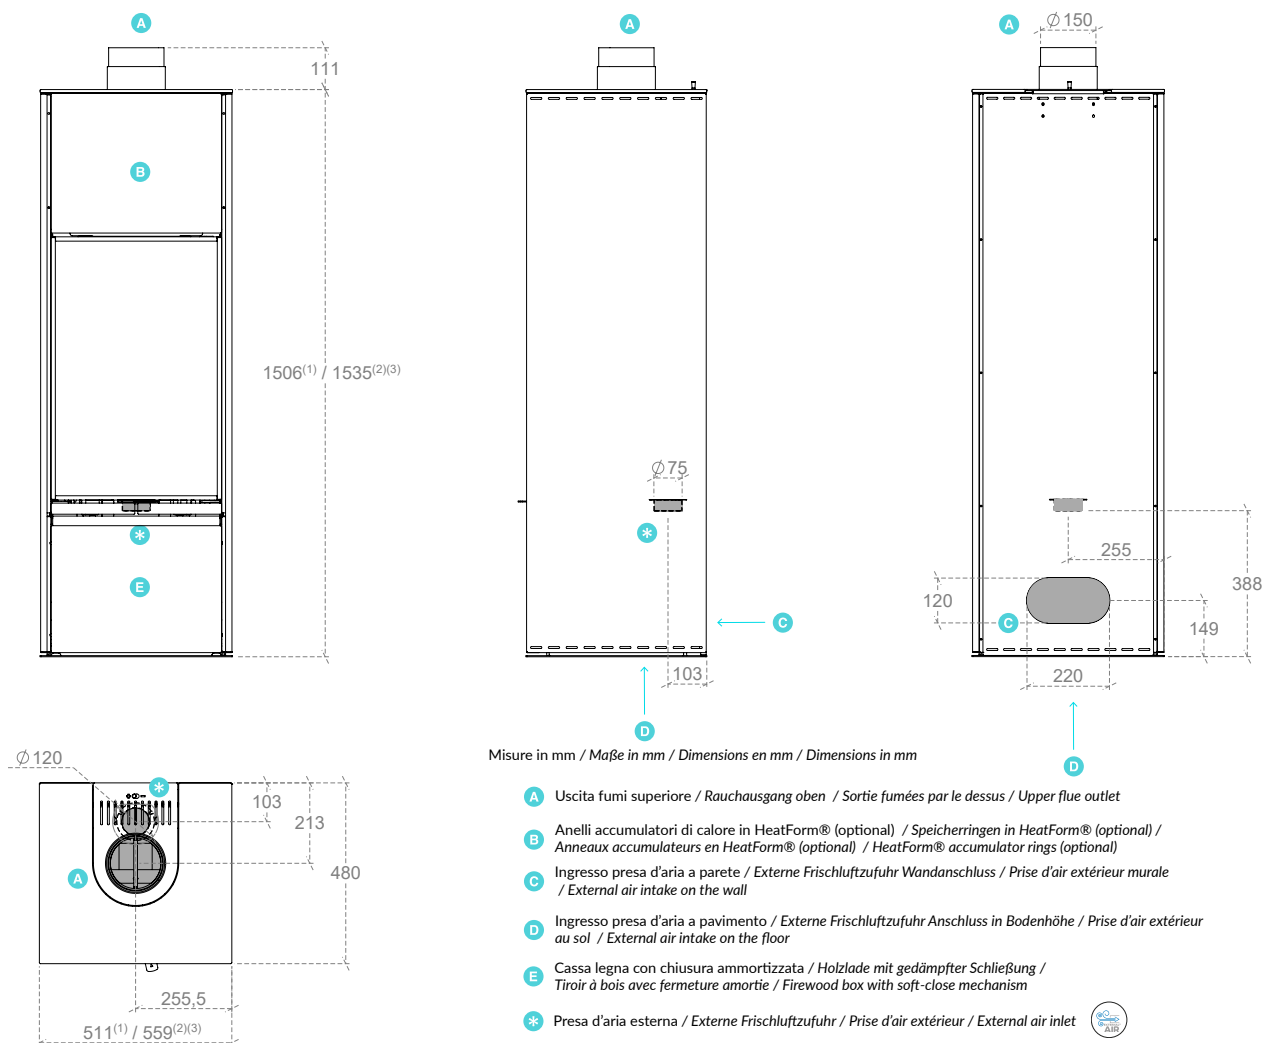 A
A
A
Ø 150
111
B
1506(1) / 1535(2)(3)
Ø 75
*
*
E
255
388
120
C
C
149
103
220
D
D
Misure in mm / Maße in mm / Dimensions en mm / Dimensions in mm
Ø 120
*
103
213
480
A
255,5
511(1) / 559(2)(3)
A Uscita fumi superiore / Rauchausgang oben / Sortie fumées par le dessus / Upper flue outlet
B Anelli accumulatori di calore in HeatForm® (optional) / Speicherringen in HeatForm® (optional) /
Anneaux accumulateurs en HeatForm® (optional) / HeatForm® accumulator rings (optional)
C Ingresso presa d’aria a parete / Externe Frischluftzufuhr Wandanschluss / Prise d’air extérieur murale
/ External air intake on the wall
D Ingresso presa d’aria a pavimento / Externe Frischluftzufuhr Anschluss in Bodenhöhe / Prise d’air extérieur
au sol / External air intake on the floor
E Cassa legna con chiusura ammortizzata / Holzlade mit gedämpfter Schließung /
Tiroir à bois avec fermeture amortie / Firewood box with soft-close mechanism
* Presa d’aria esterna / Externe Frischluftzufuhr / Prise d’air extérieur / External air inlet
AIR